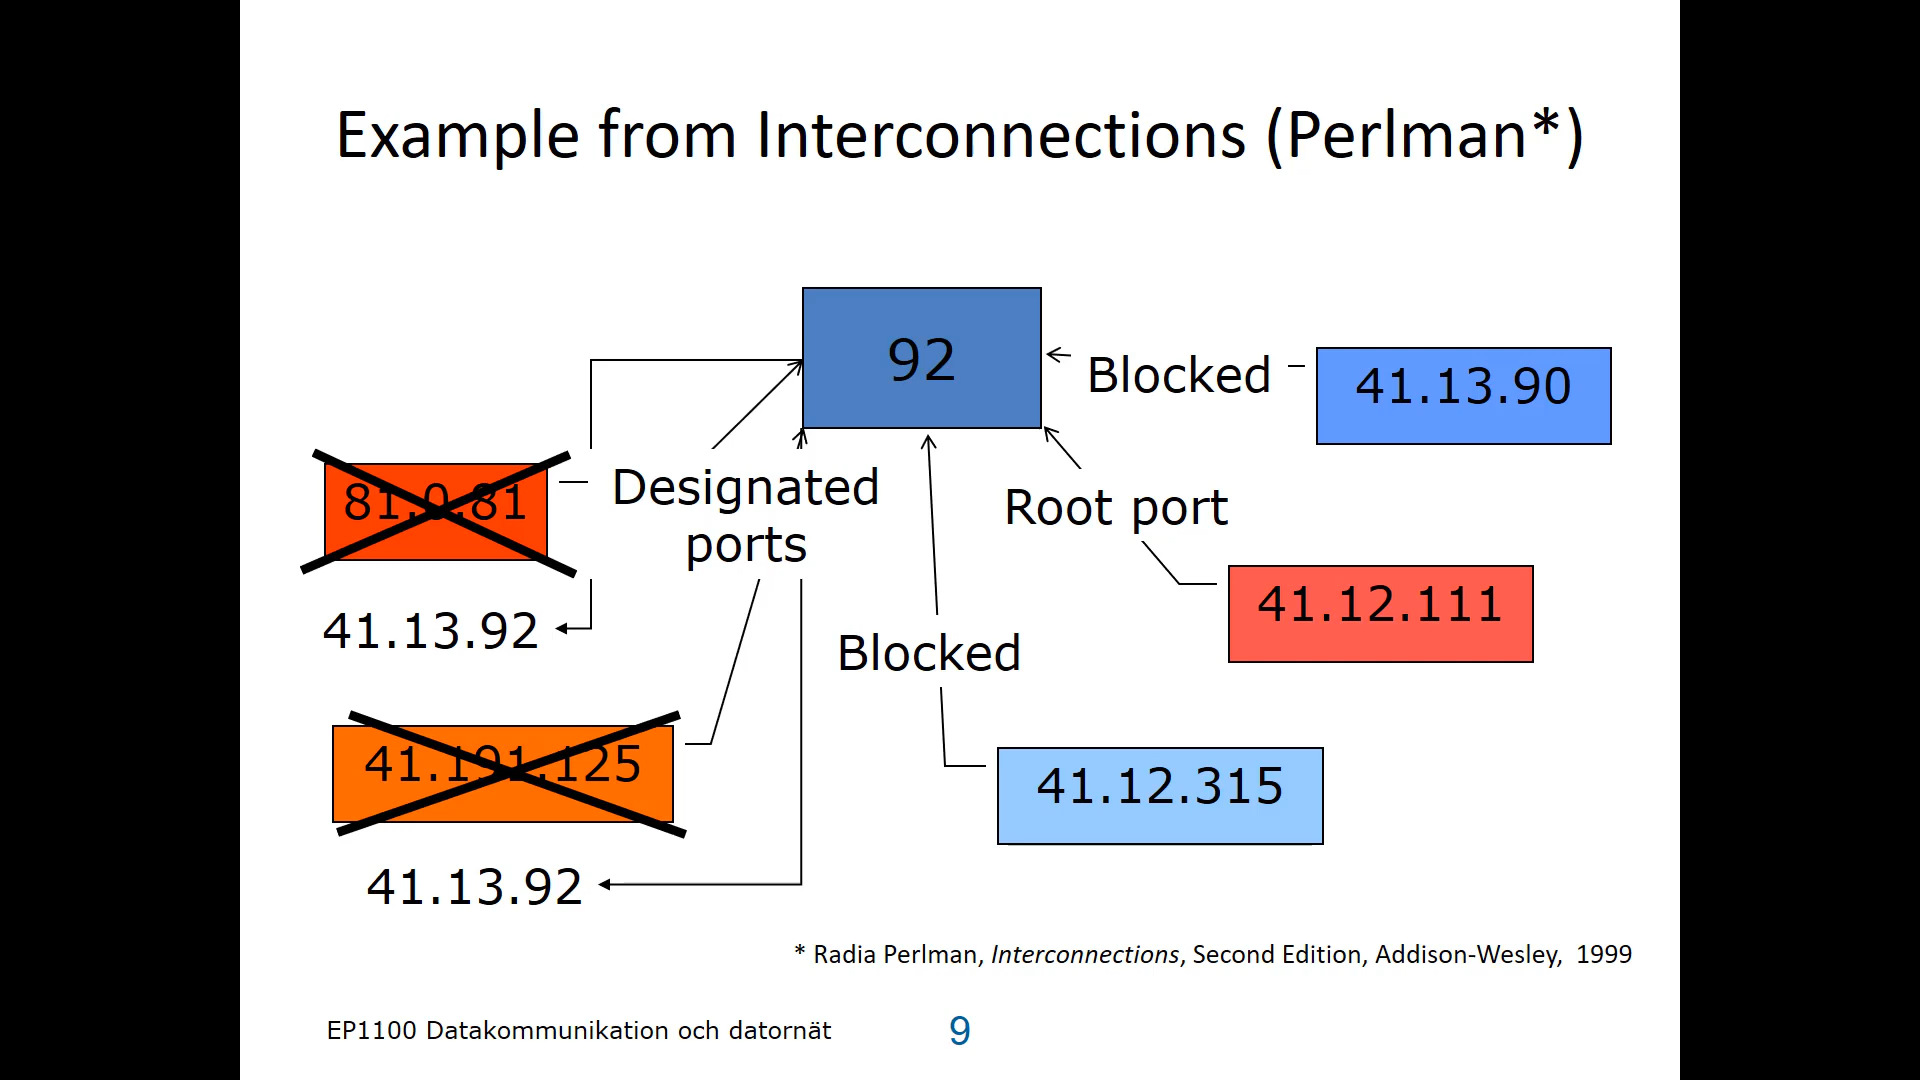 Example from Interconnections (Perlman*)
92
Blocked
41.13.90
81.0.81
Designated
ports
Root port
41.12.111
41.13.92
Blocked
41.191.125
41.12.315
41.13.92
* Radia Perlman, Interconnections, Second Edition, Addison-Wesley, 1999
EP1100 Datakommunikation och datornät
9